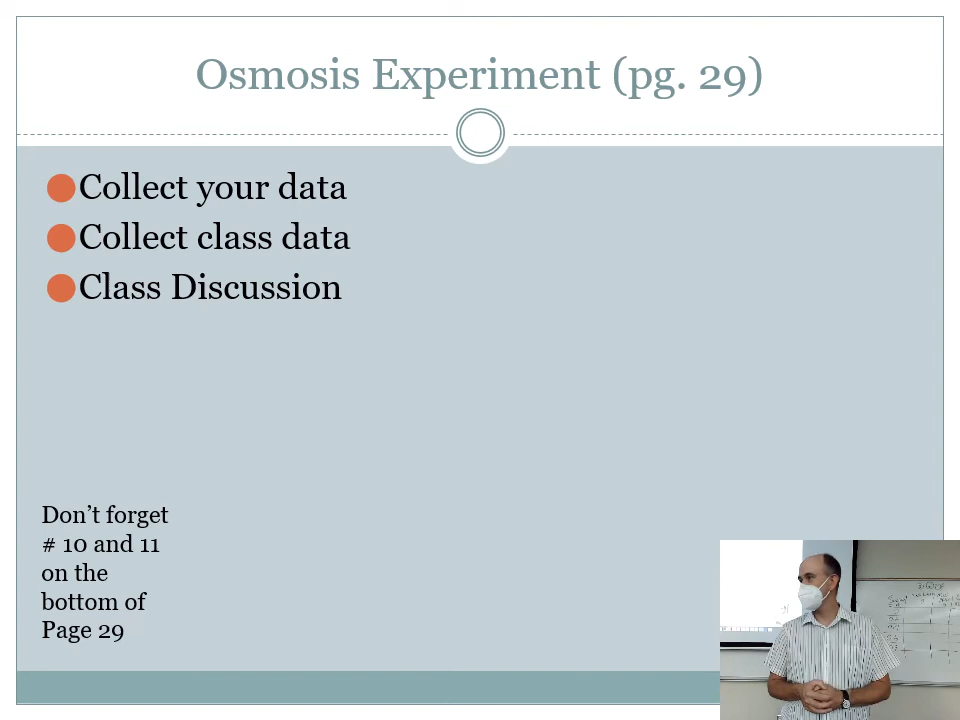 Osmosis Experiment (pg. 29)
Collect your data
Collect class data
Class Discussion
Don't forget
# 10 and 11
on the
bottom of
Page 29